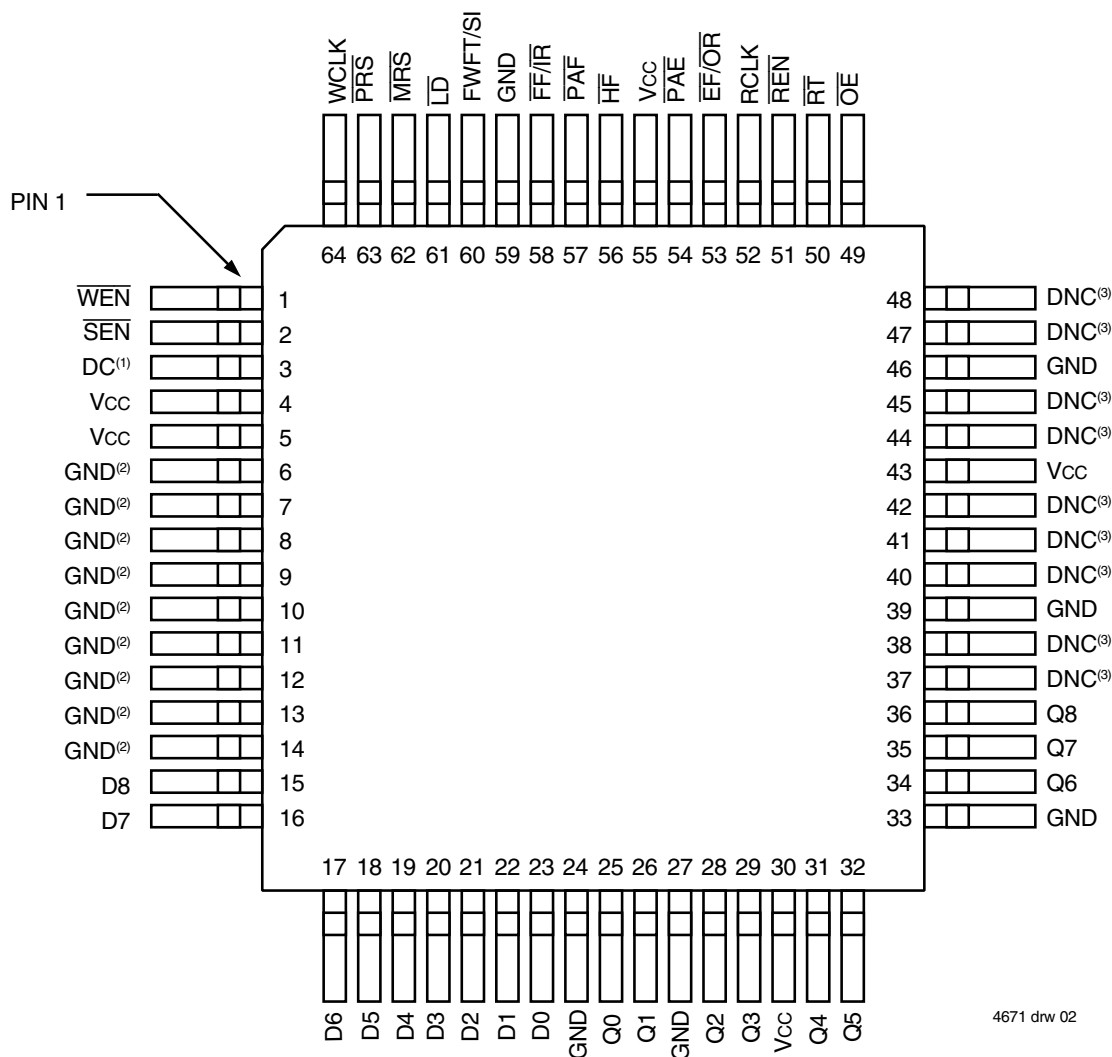 WCLK
PRS
MRS
LD
FWFT/SI
GND
FF/IR
PAF
HF
VCC
PAE
EF/OR
RCLK
REN
RT
OE
PIN 1
64 63 62 61 60 59 58 57 56 55 54 53 52 51 50 49
WEN 1
SEN 2
DC(1) 3
VCC 4
VCC 5
GND(2) 6
GND(2) 7
GND(2) 8
GND(2) 9
GND(2) 10
GND(2) 11
GND(2) 12
GND(2) 13
GND(2) 14
D8 15
D7 16
48 DNC(3)
47 DNC(3)
46 GND
45 DNC(3)
44 DNC(3)
43 VCC
42 DNC(3)
41 DNC(3)
40 DNC(3)
39 GND
38 DNC(3)
37 DNC(3)
36 Q8
35 Q7
34 Q6
33 GND
17 18 19 20 21 22 23 24 25 26 27 28 29 30 31 32
D6
D5
D4
D3
D2
D1
D0
GND
Q0
Q1
GND
Q2
Q3
VCC
Q4
Q5
4671 drw 02